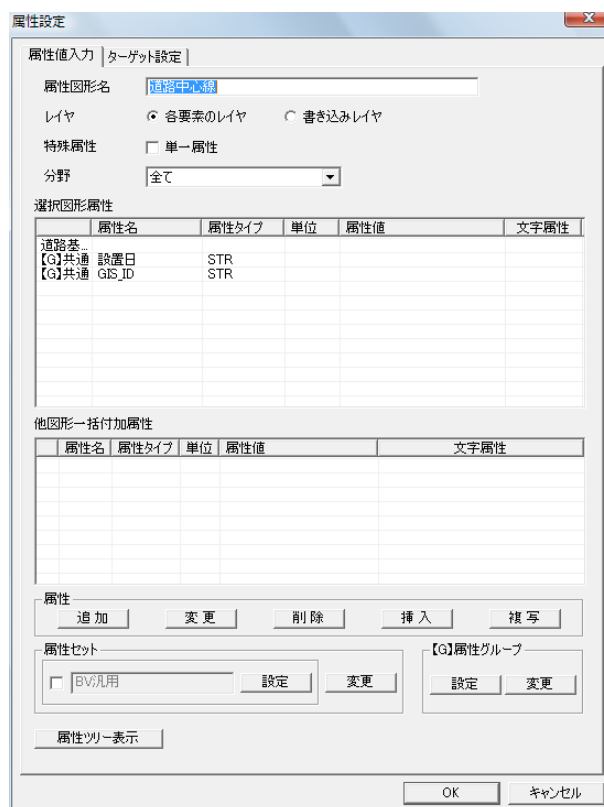 属性設定
属性値入力 ターゲット設定
属性図形名 道路中心線
レイヤ 各要素のレイヤ 書き込みレイヤ
特殊属性 単一属性
分野 全て
選択図形属性
属性名 属性タイプ 単位 属性値 文字属性
道路基...
【G】共通 設置日 STR
【G】共通 GIS_ID STR
他図形一括付加属性
属性名 属性タイプ 単位 属性値 文字属性
属性
追加 変更 削除 挿入 複写
属性セット 【G】属性グループ
BV汎用 設定 変更 設定 変更
属性ツリー表示
OK キャンセル